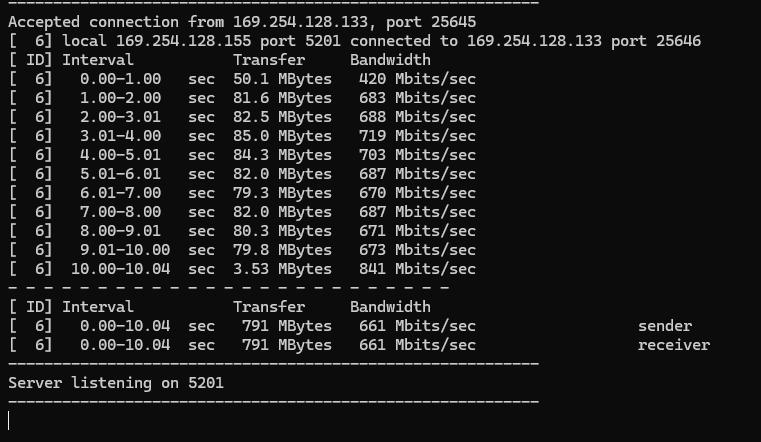 ------------------------------------------------------------
Accepted connection from 169.254.128.133, port 25645
[  6] local 169.254.128.155 port 5201 connected to 169.254.128.133 port 25646
[ ID] Interval           Transfer     Bandwidth
[  6]   0.00-1.00   sec  50.1 MBytes   420 Mbits/sec
[  6]   1.00-2.00   sec  81.6 MBytes   683 Mbits/sec
[  6]   2.00-3.01   sec  82.5 MBytes   688 Mbits/sec
[  6]   3.01-4.00   sec  85.0 MBytes   719 Mbits/sec
[  6]   4.00-5.01   sec  84.3 MBytes   703 Mbits/sec
[  6]   5.01-6.01   sec  82.0 MBytes   687 Mbits/sec
[  6]   6.01-7.00   sec  79.3 MBytes   670 Mbits/sec
[  6]   7.00-8.00   sec  82.0 MBytes   687 Mbits/sec
[  6]   8.00-9.01   sec  80.3 MBytes   671 Mbits/sec
[  6]   9.01-10.00  sec  79.8 MBytes   673 Mbits/sec
[  6]  10.00-10.04  sec  3.53 MBytes   841 Mbits/sec
- - - - - - - - - - - - - - - - - - - - - - - - -
[ ID] Interval           Transfer     Bandwidth
[  6]   0.00-10.04  sec   791 MBytes   661 Mbits/sec                  sender
[  6]   0.00-10.04  sec   791 MBytes   661 Mbits/sec                  receiver
-----------------------------------------------------------
Server listening on 5201
-----------------------------------------------------------